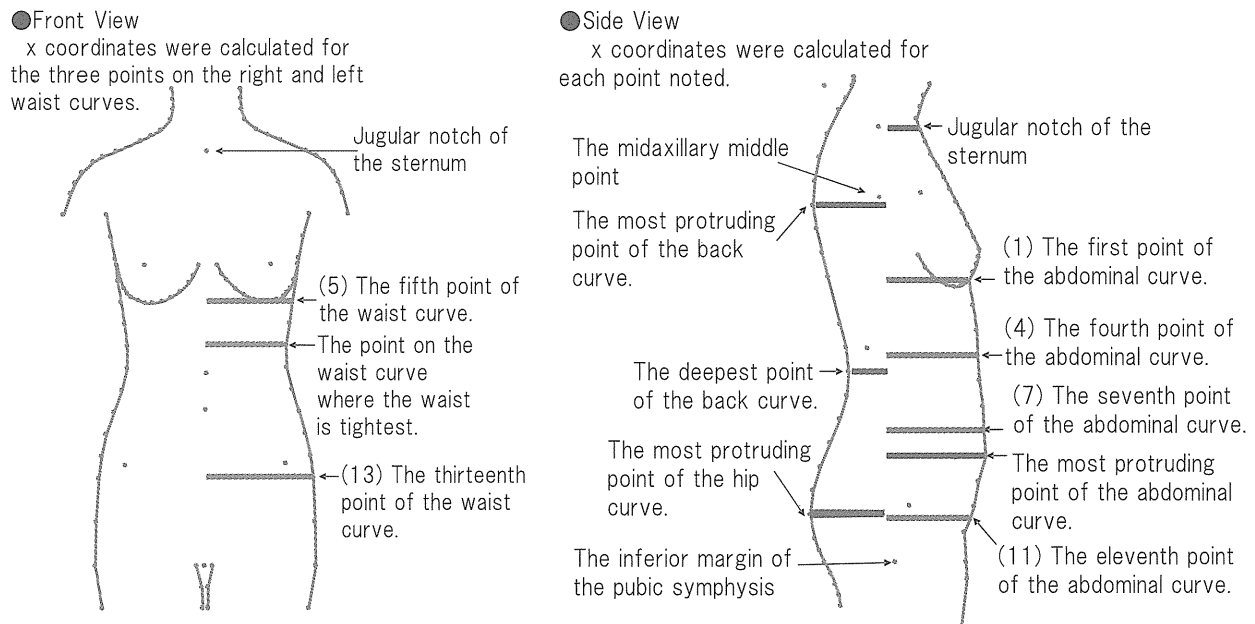 ●Front View
x coordinates were calculated for
the three points on the right and left
waist curves.
Jugular notch of
the sternum
(5) The fifth point of
the waist curve.
The point on the
waist curve
where the waist
is tightest.
(13) The thirteenth
point of the waist
curve.
●Side View
x coordinates were calculated for
each point noted.
Jugular notch of the
sternum
The midaxillary middle
point
The most protruding
point of the back
curve.
(1) The first point of
the abdominal curve.
(4) The fourth point of
the abdominal curve.
The deepest point
of the back curve.
(7) The seventh point
of the abdominal curve.
The most protruding
point of the hip
curve.
The most protruding
point of the abdominal
curve.
The inferior margin of
the pubic symphysis
(11) The eleventh point
of the abdominal curve.